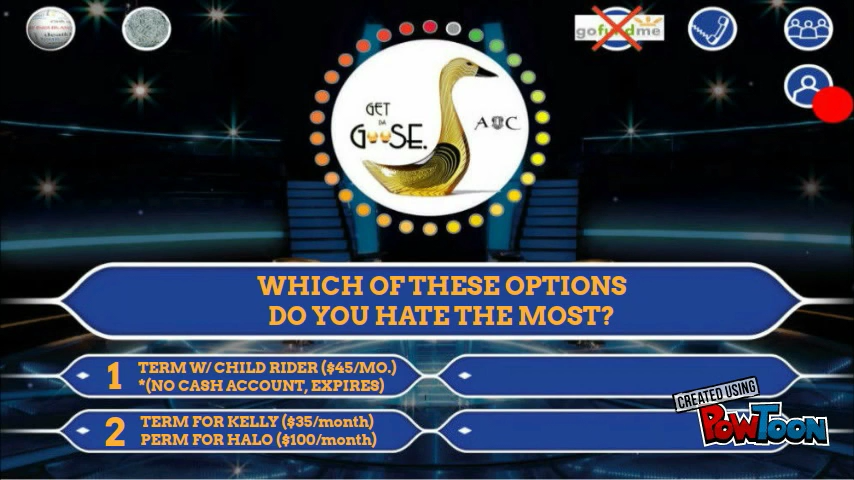 gofundme
GET
DA
GOOSE.
AOC
WHICH OF THESE OPTIONS
DO YOU HATE THE MOST?
1 TERM W/ CHILD RIDER ($45/MO.)
*(NO CASH ACCOUNT, EXPIRES)
2 TERM FOR KELLY ($35/month)
PERM FOR HALO ($100/month)
CREATED USING
POWTOON